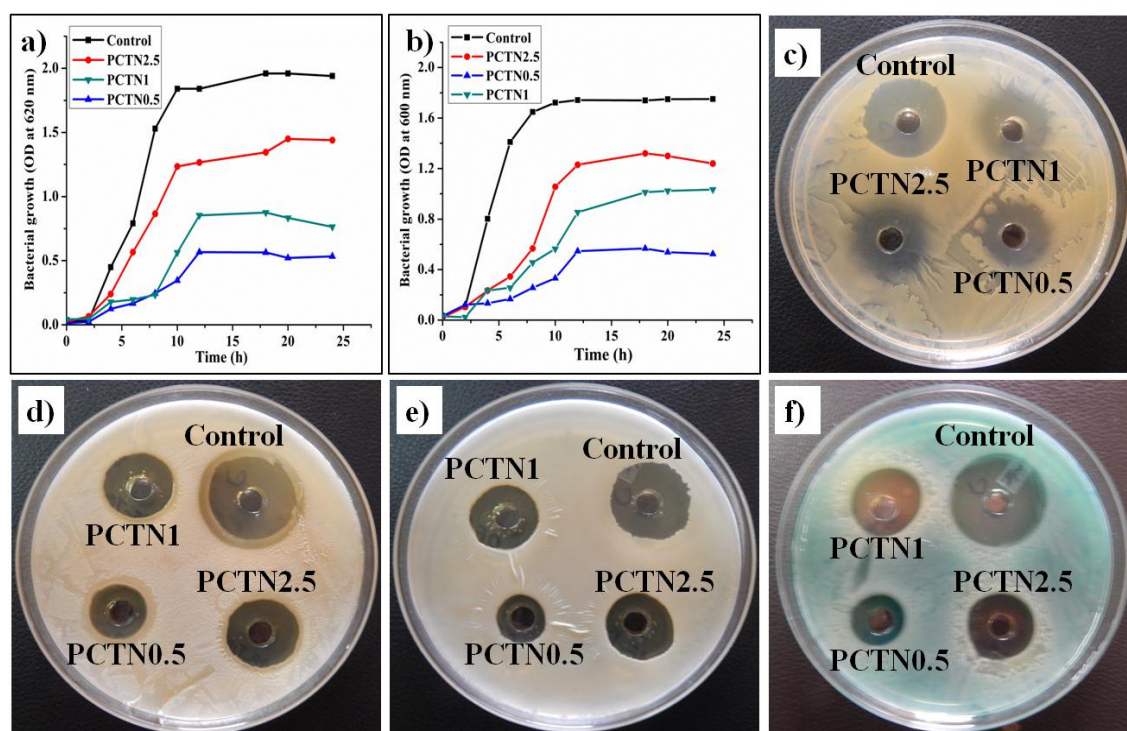 a)
Control
PCTN2.5
PCTN1
PCTN0.5
Bacterial growth (OD at 620 nm)
2.0
1.5
1.0
0.5
0.0
0 5 10 15 20 25
Time (h)
b)
Control
PCTN2.5
PCTN0.5
PCTN1
Bacterial growth (OD at 600 nm)
2.0
1.6
1.2
0.8
0.4
0.0
0 5 10 15 20 25
Time (h)
c)
Control
PCTN1
PCTN2.5
PCTN0.5
d)
Control
PCTN1
PCTN2.5
PCTN0.5
e)
Control
PCTN1
PCTN2.5
PCTN0.5
f)
Control
PCTN1
PCTN2.5
PCTN0.5